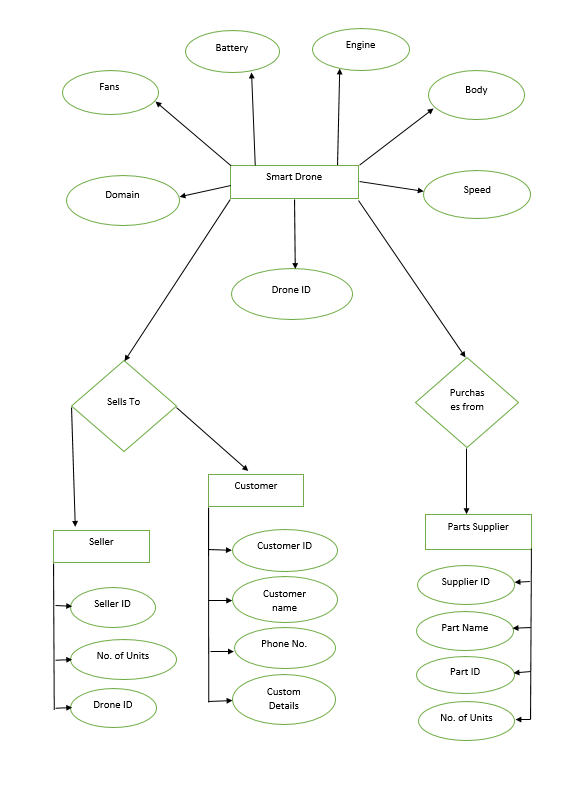 Battery
Engine
Fans
Body
Smart Drone
Domain
Speed
Drone ID
Sells To
Purchas
es from
Customer
Parts Supplier
Seller
Customer ID
Supplier ID
Seller ID
Customer
name
Part Name
Phone No.
No. of Units
Part ID
Custom
Details
Drone ID
No. of Units